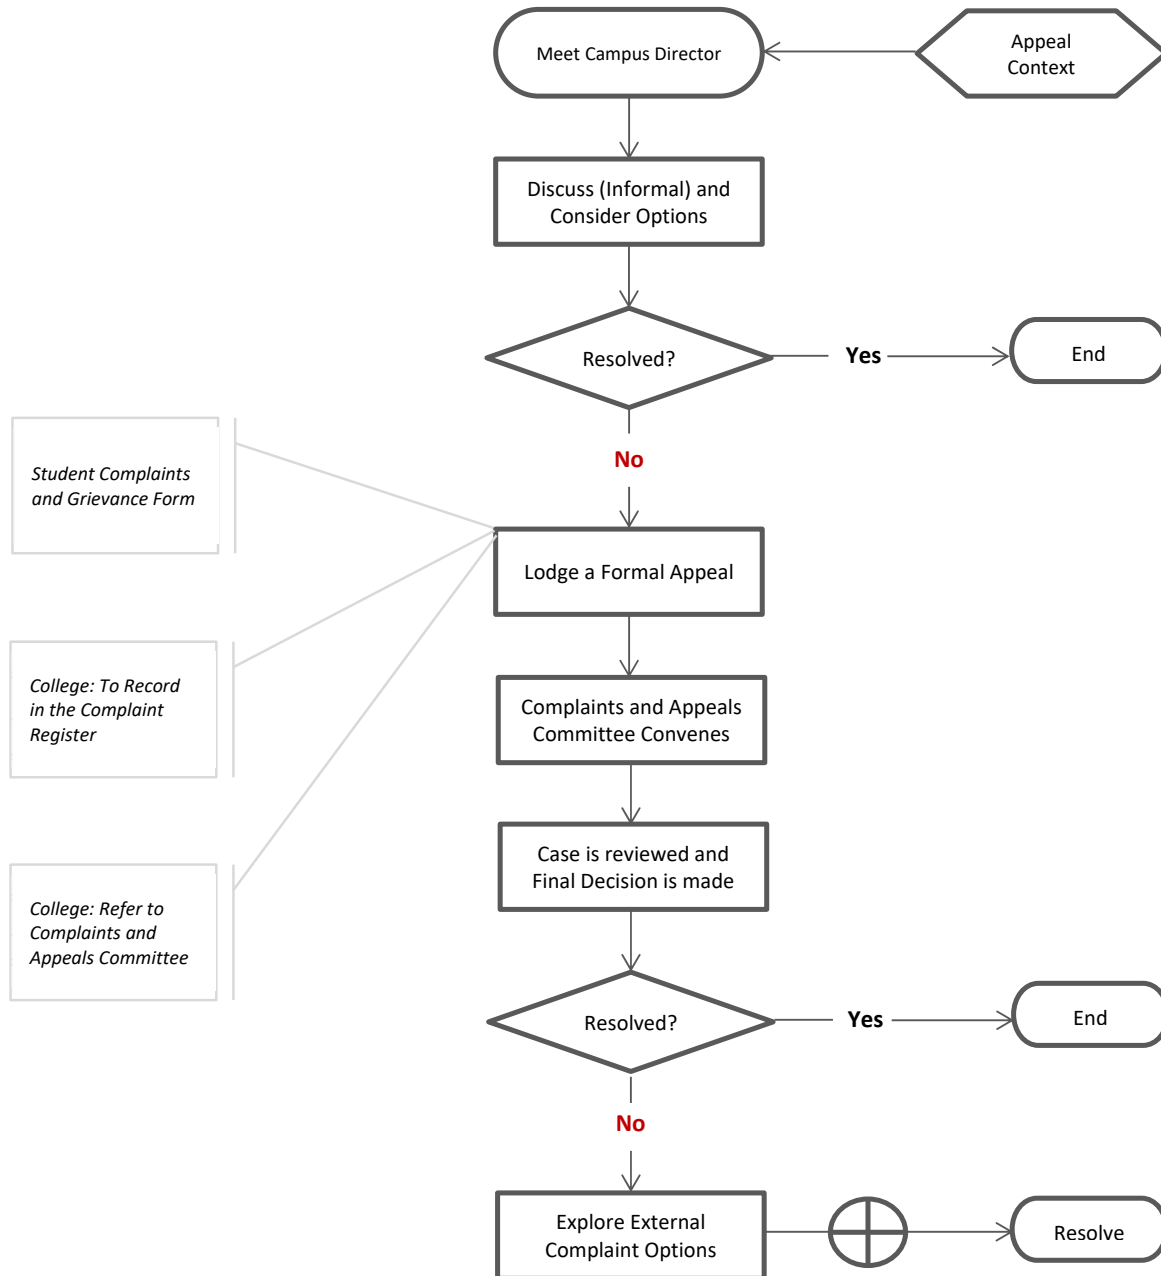 Meet Campus Director
Appeal
Context
Discuss (Informal) and
Consider Options
Resolved?
Yes
End
No
Student Complaints
and Grievance Form
Lodge a Formal Appeal
College: To Record
in the Complaint
Register
Complaints and Appeals
Committee Convenes
Case is reviewed and
Final Decision is made
College: Refer to
Complaints and
Appeals Committee
Resolved?
Yes
End
No
Explore External
Complaint Options
Resolve